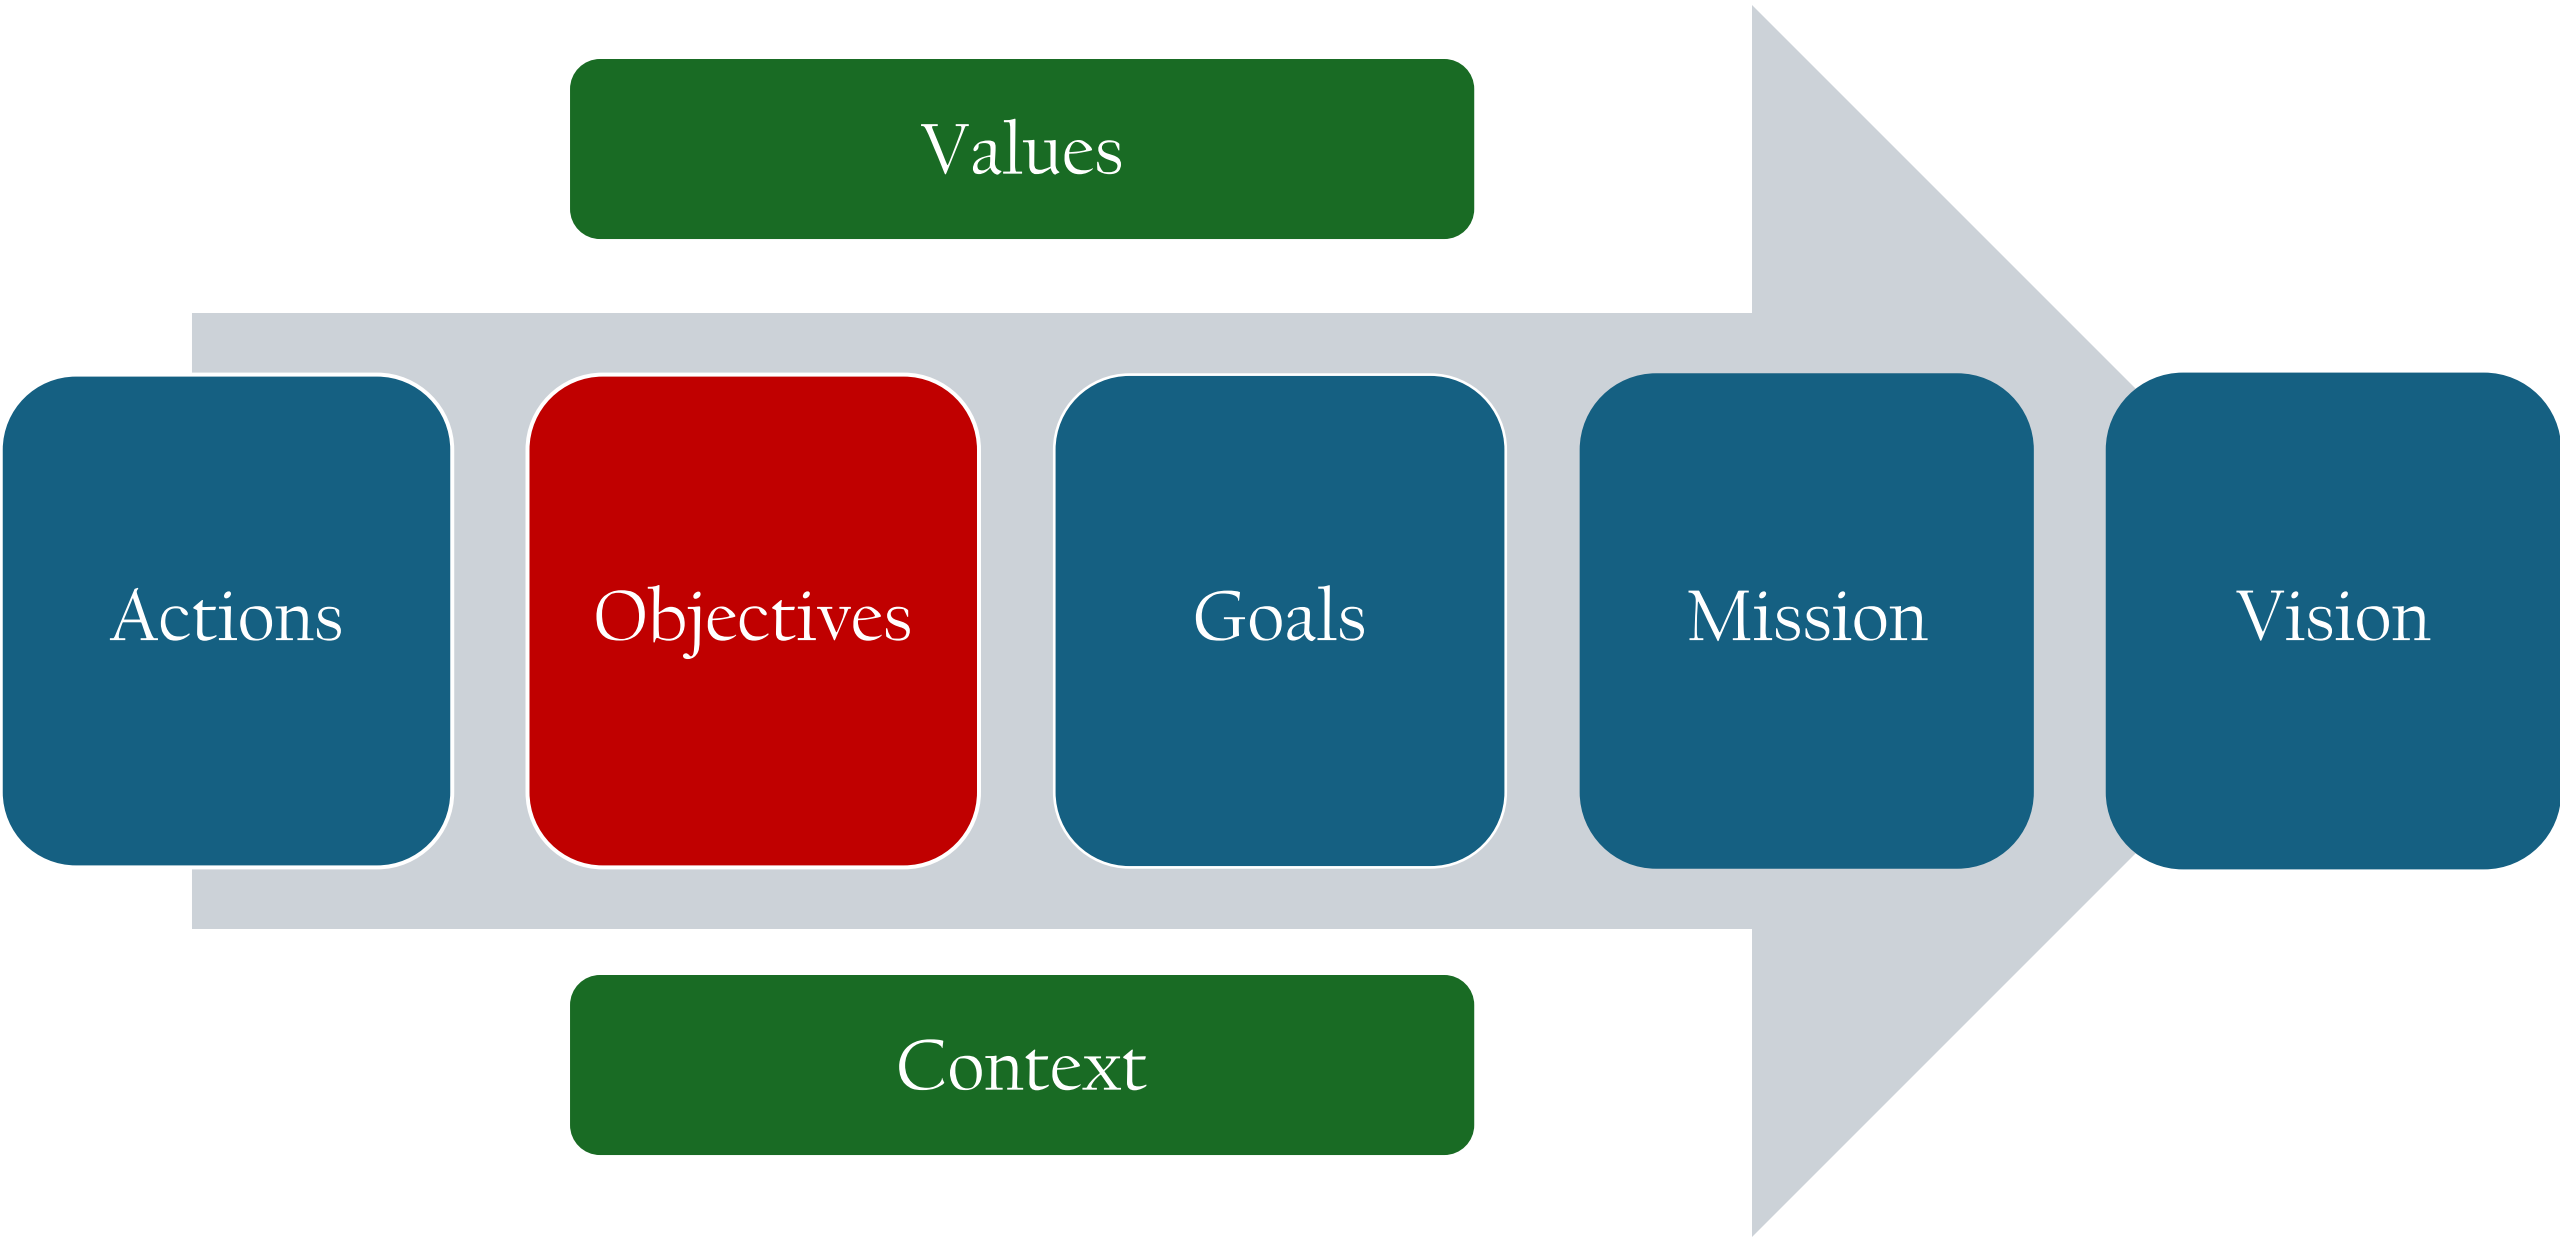 Values
Actions
Objectives
Goals
Mission
Vision
Context